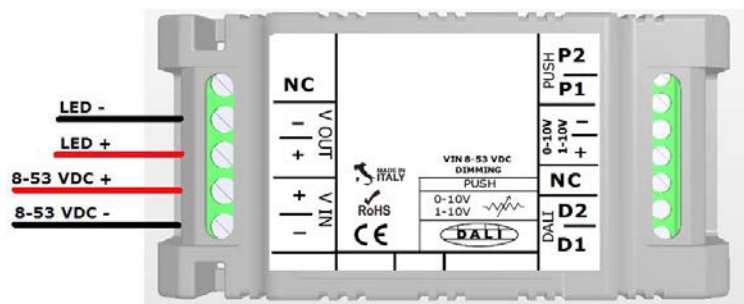 LED -
LED +
8-53 VDC +
8-53 VDC -
NC
- V OUT
+
+ V IN
-
MADE IN
ITALY
RoHS
CE
VIN 8-53 VDC
DIMMING
PUSH
0-10V
1-10V
DALI
PUSH P2
P1
0-10V -
1-10V +
NC
DALI D2
D1